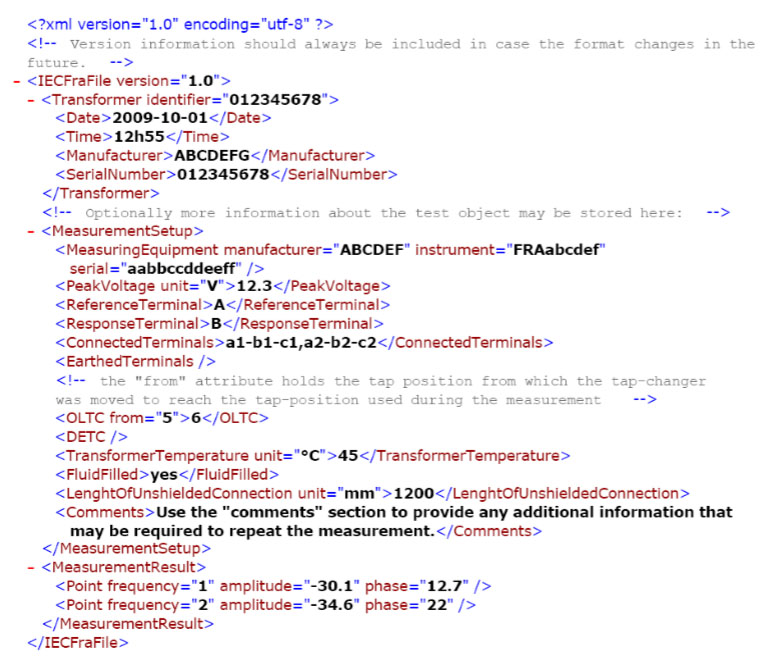 <?xml version="1.0" encoding="utf-8" ?>
<!-- Version information should always be included in case the format changes in the
future. -->
- <IECFraFile version="1.0">
- <Transformer identifier="012345678">
<Date>2009-10-01</Date>
<Time>12h55</Time>
<Manufacturer>ABCDEFG</Manufacturer>
<SerialNumber>012345678</SerialNumber>
</Transformer>
<!-- Optionally more information about the test object may be stored here: -->
- <MeasurementSetup>
<MeasuringEquipment manufacturer="ABCDEF" instrument="FRAabcdef"
serial="aabbccddeeff" />
<PeakVoltage unit="V">12.3</PeakVoltage>
<ReferenceTerminal>A</ReferenceTerminal>
<ResponseTerminal>B</ResponseTerminal>
<ConnectedTerminals>a1-b1-c1,a2-b2-c2</ConnectedTerminals>
<EarthedTerminals />
<!-- the "from" attribute holds the tap position from which the tap-changer
was moved to reach the tap-position used during the measurement -->
<OLTC from="5">6</OLTC>
<DETC />
<TransformerTemperature unit="°C">45</TransformerTemperature>
<FluidFilled>yes</FluidFilled>
<LenghtOfUnshieldedConnection unit="mm">1200</LenghtOfUnshieldedConnection>
<Comments>Use the "comments" section to provide any additional information that
may be required to repeat the measurement.</Comments>
</MeasurementSetup>
- <MeasurementResult>
<Point frequency="1" amplitude="-30.1" phase="12.7" />
<Point frequency="2" amplitude="-34.6" phase="22" />
</MeasurementResult>
</IECFraFile>